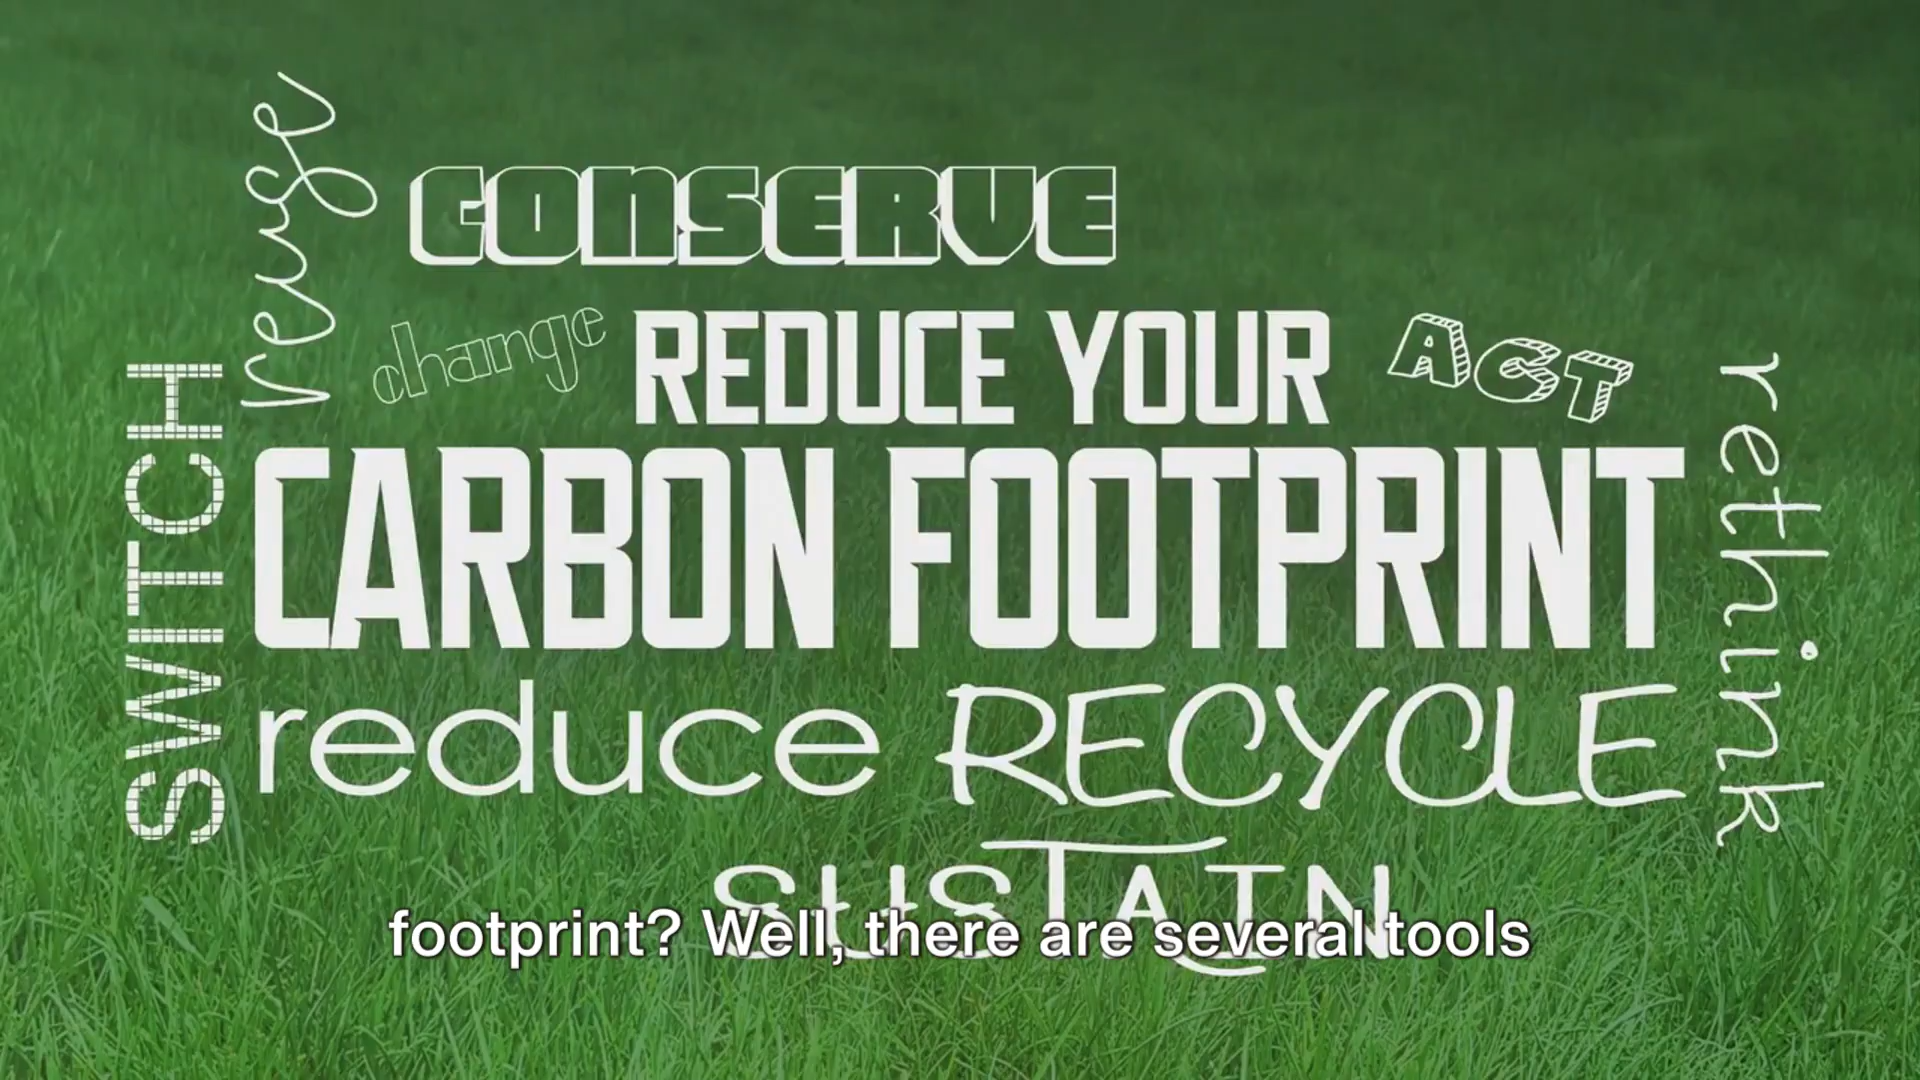 reuse
CONSERVE
change
REDUCE YOUR
ACT
SWITCH
CARBON FOOTPRINT
rethink
reduce RECYCLE
SUSTAIN
footprint? Well, there are several tools